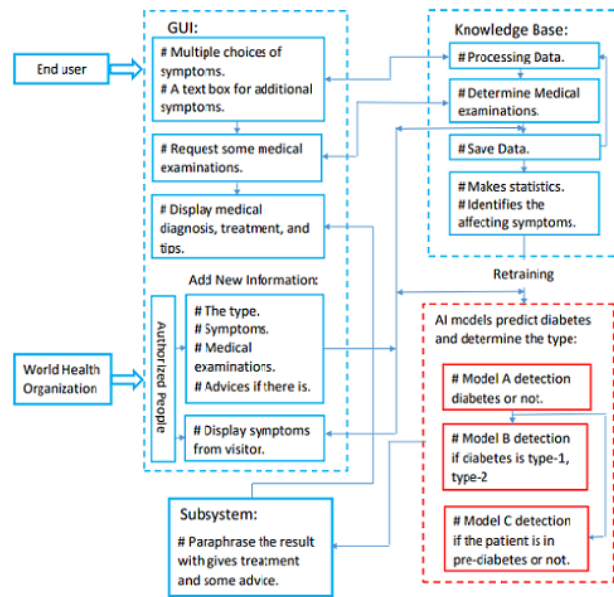 GUI:
End user
# Multiple choices of
symptoms.
# A text box for additional
symptoms.
# Request some medical
examinations.
# Display medical
diagnosis, treatment, and
tips.
Add New Information:
World Health
Organization
Authorized People
# The type.
# Symptoms.
# Medical
examinations.
# Advices if there is.
# Display symptoms
from visitor.
Subsystem:
# Paraphrase the result
with gives treatment
and some advice.
Knowledge Base:
# Processing Data.
# Determine Medical
examinations.
# Save Data.
# Makes statistics.
# Identifies the
affecting symptoms.
Retraining
AI models predict diabetes
and determine the type:
# Model A detection
diabetes or not.
# Model B detection
if diabetes is type-1,
type-2
# Model C detection
if the patient is in
pre-diabetes or not.